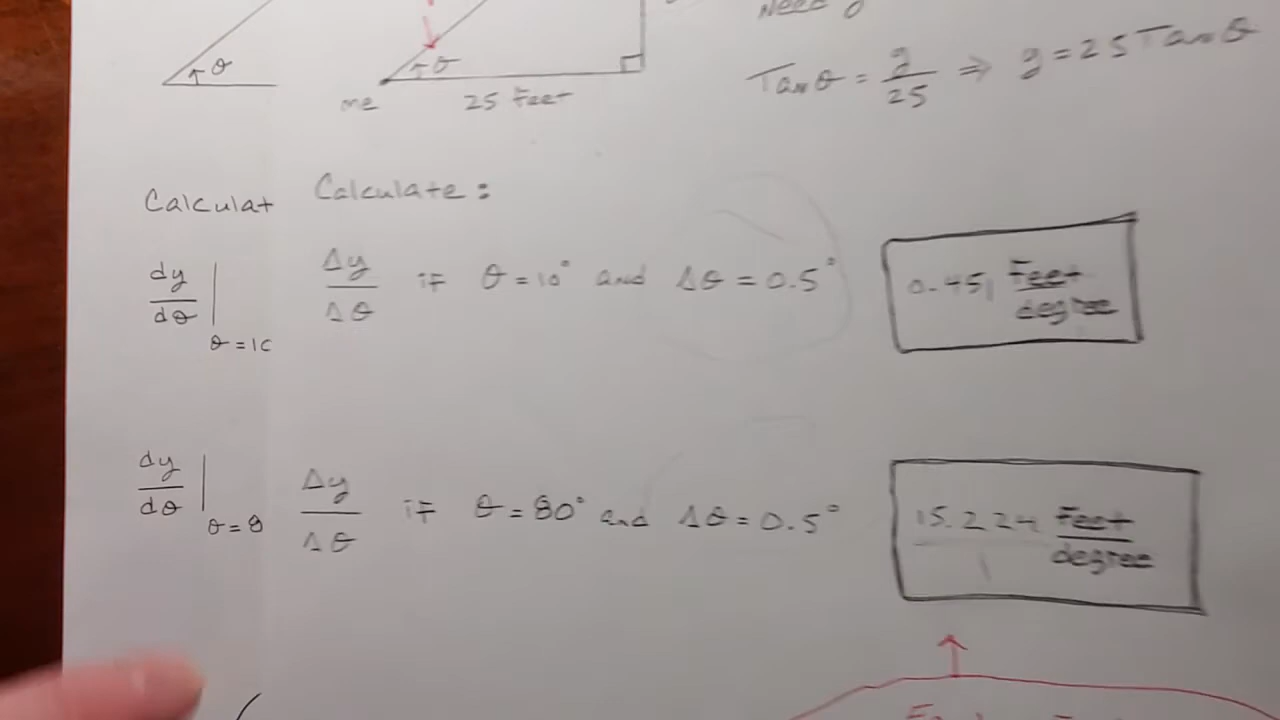 Need
θ
θ
Tan θ = y/25 ⇒ y = 25 Tan θ
me
25 Feet
Calculat
Calculate:
dy/dθ | θ = 1
Δy/Δθ if θ = 10° and Δθ = 0.5°
0.451 Feet/degree
dy/dθ | θ = 8
Δy/Δθ if θ = 80° and Δθ = 0.5°
15.224 Feet/degree